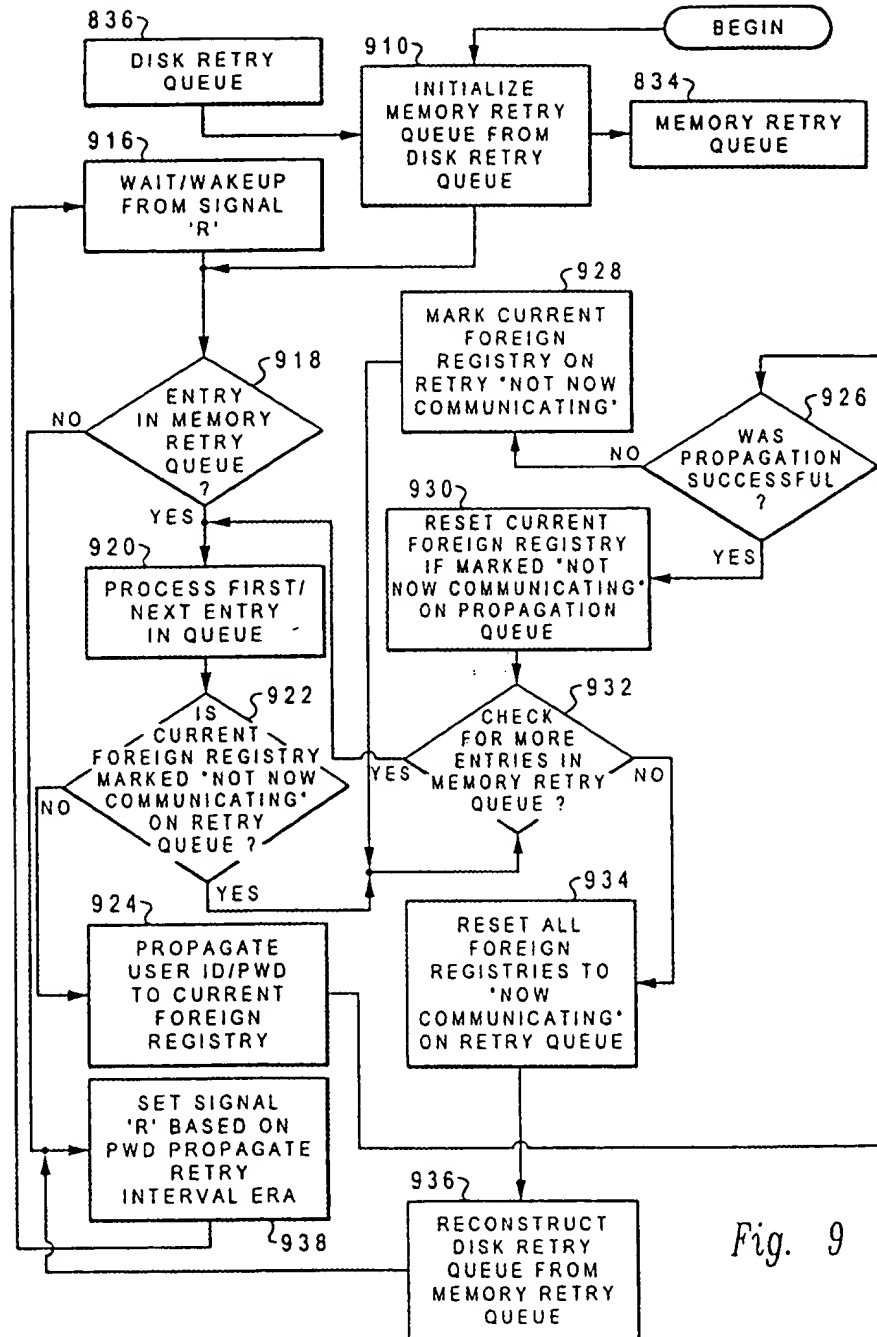 BEGIN
836
DISK RETRY
QUEUE
910
INITIALIZE
MEMORY RETRY
QUEUE FROM
DISK RETRY
QUEUE
834
MEMORY RETRY
QUEUE
916
WAIT/WAKEUP
FROM SIGNAL
'R'
918
ENTRY
IN MEMORY
RETRY
QUEUE
?
NO
YES
928
MARK CURRENT
FOREIGN
REGISTRY ON
RETRY "NOT NOW
COMMUNICATING"
926
WAS
PROPAGATION
SUCCESSFUL
?
NO
YES
930
RESET CURRENT
FOREIGN REGISTRY
IF MARKED "NOT
NOW COMMUNICATING"
ON PROPAGATION
QUEUE
920
PROCESS FIRST/
NEXT ENTRY
IN QUEUE
922
IS
CURRENT
FOREIGN REGISTRY
MARKED "NOT NOW
COMMUNICATING"
ON RETRY
QUEUE ?
NO
YES
932
CHECK
FOR MORE
ENTRIES IN
MEMORY RETRY
QUEUE ?
YES
NO
924
PROPAGATE
USER ID/PWD
TO CURRENT
FOREIGN
REGISTRY
934
RESET ALL
FOREIGN
REGISTRIES TO
"NOW
COMMUNICATING"
ON RETRY QUEUE
SET SIGNAL
'R' BASED ON
PWD PROPAGATE
RETRY
INTERVAL ERA
938
936
RECONSTRUCT
DISK RETRY
QUEUE FROM
MEMORY RETRY
QUEUE
Fig. 9